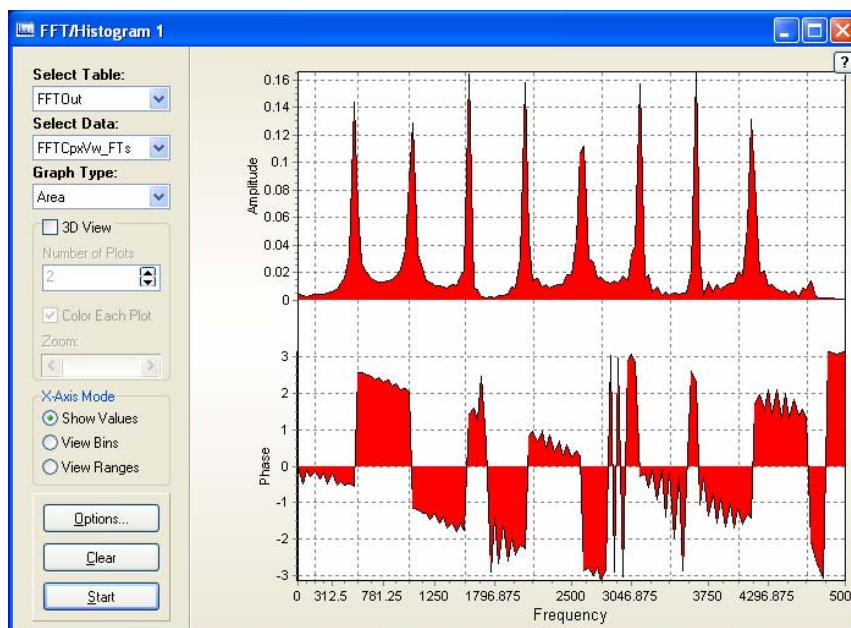 FFT/Histogram 1
?
Select Table:
FFTOut
Select Data:
FFTCpxVw_FTs
Graph Type:
Area
3D View
Number of Plots
2
Color Each Plot
Zoom:
X-Axis Mode
Show Values
View Bins
View Ranges
Options...
Clear
Start
0.16
0.14
0.12
0.1
0.08
0.06
0.04
0.02
0
Amplitude
3
2
1
0
-1
-2
-3
Phase
0 312.5 781.25 1250 1796.875 2500 3046.875 3750 4296.875 500
Frequency